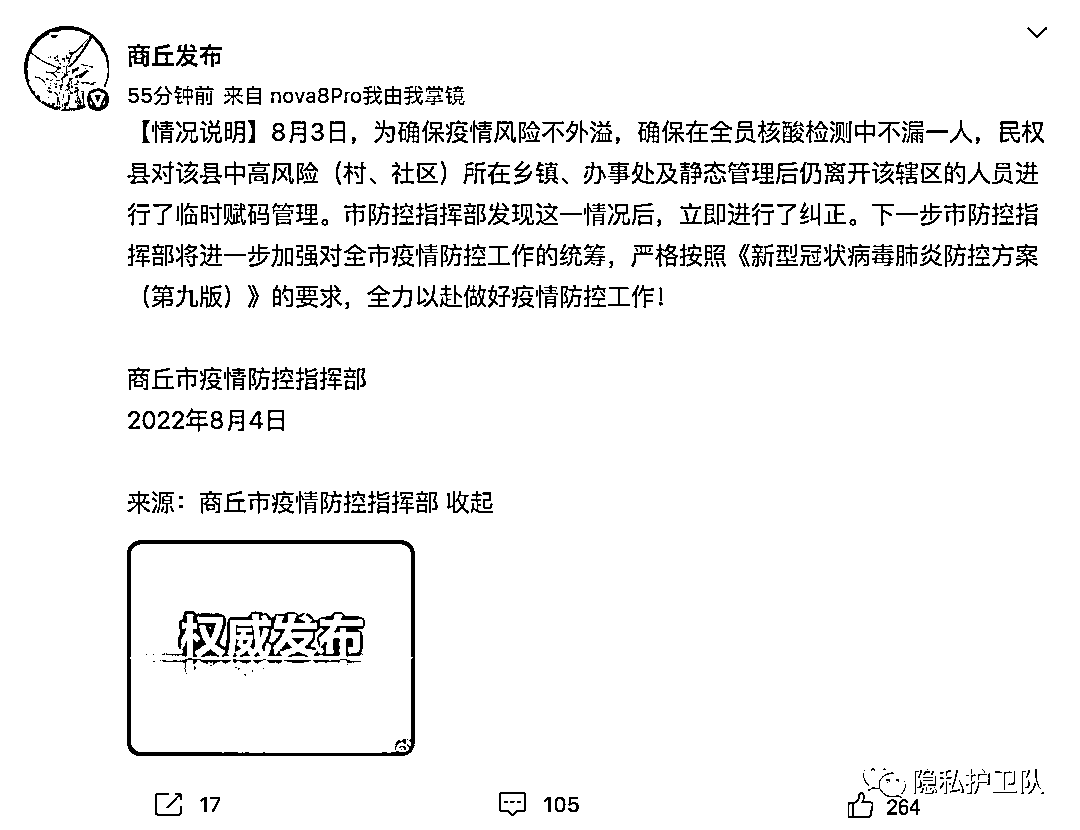 商丘发布
55分钟前 来自 nova8Pro我由我掌镜
【情况说明】8月3日，为确保疫情风险不外溢，确保在全员核酸检测中不漏一人，民权
县对该县中高风险（村、社区）所在乡镇、办事处及静态管理后仍离开该辖区的人员进
行了临时赋码管理。市防控指挥部发现这一情况后，立即进行了纠正。下一步市防控指
挥部将进一步加强对全市疫情防控工作的统筹，严格按照《新型冠状病毒肺炎防控方案
（第九版）》的要求，全力以赴做好疫情防控工作！
商丘市疫情防控指挥部
2022年8月4日
来源：商丘市疫情防控指挥部 收起
权威发布
17 105 264
隐私护卫队